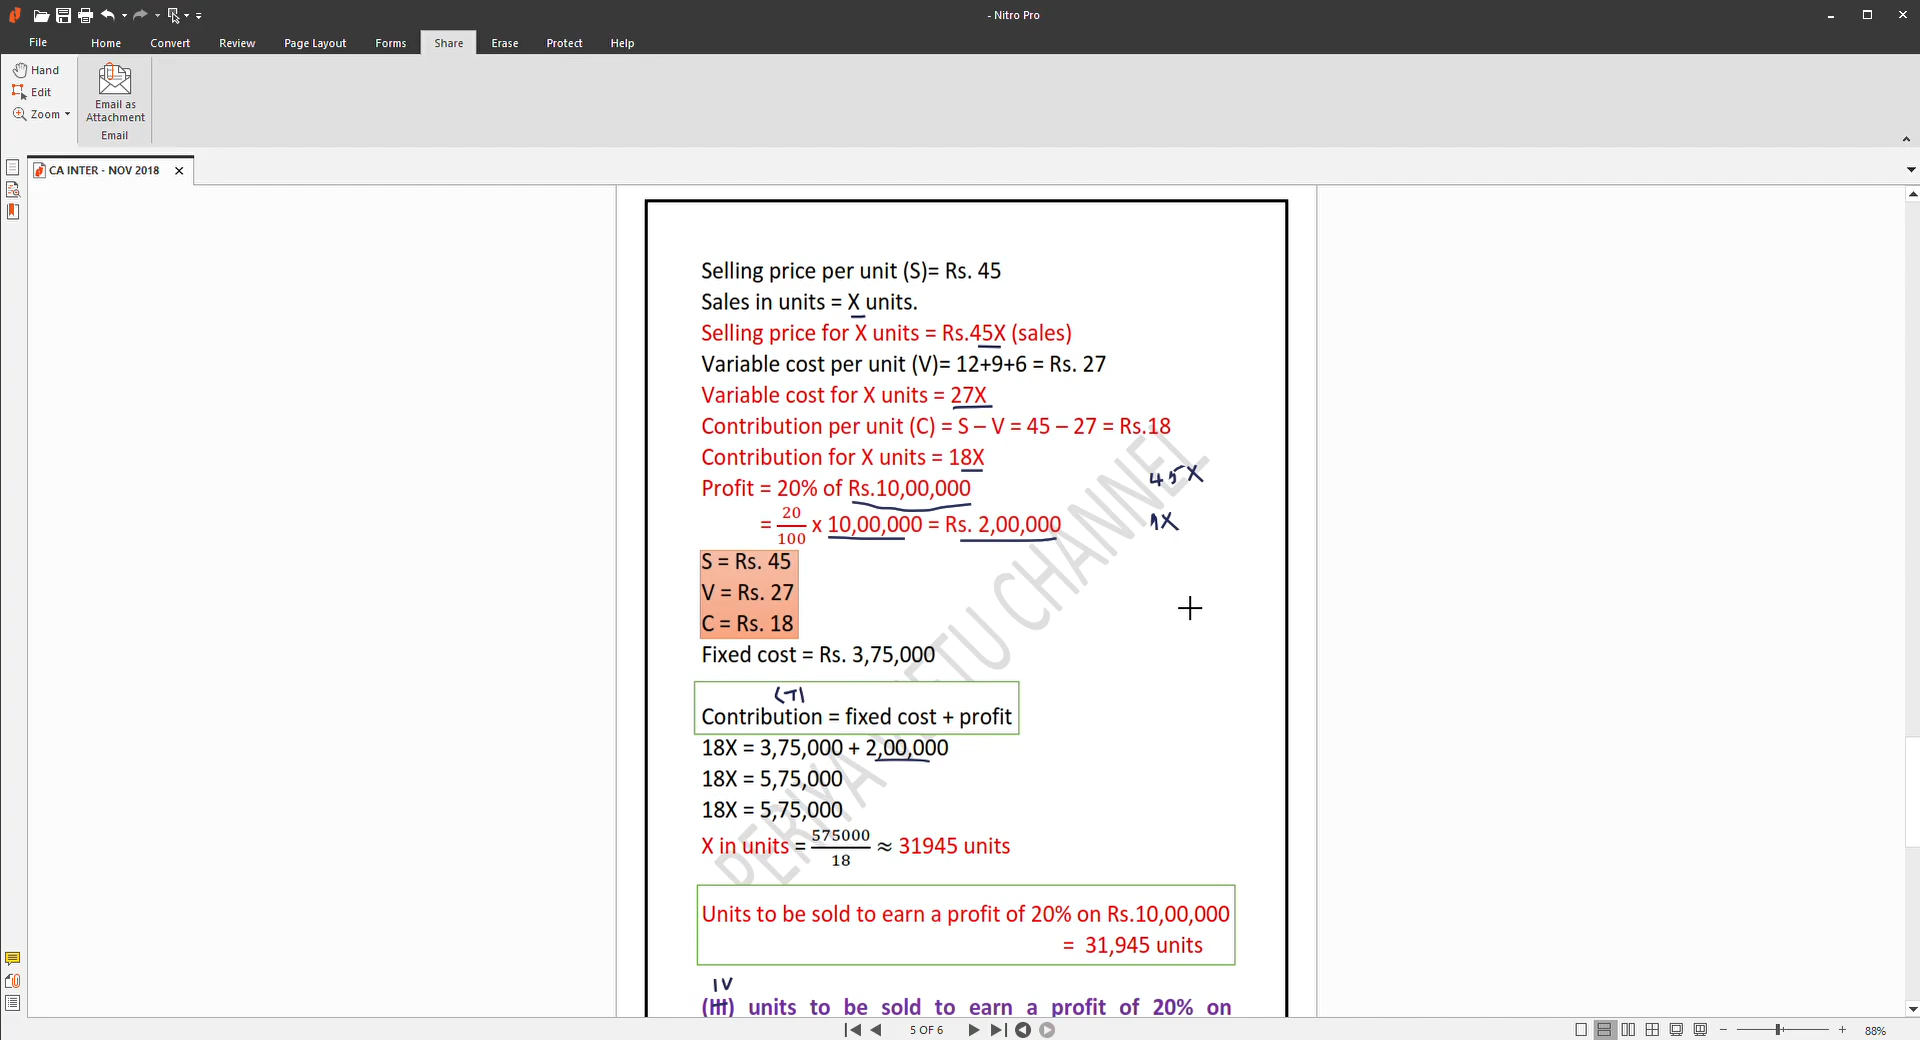 - Nitro Pro
File Home Convert Review Page Layout Forms Share Erase Protect Help
Hand
Edit
Zoom
Email as
Attachment
Email
CA INTER - NOV 2018
Selling price per unit (S)= Rs. 45
Sales in units = X units.
Selling price for X units = Rs.45X (sales)
Variable cost per unit (V)= 12+9+6 = Rs. 27
Variable cost for X units = 27X
Contribution per unit (C) = S – V = 45 – 27 = Rs.18
Contribution for X units = 18X
45X
Profit = 20% of Rs.10,00,000
= 20/100 x 10,00,000 = Rs. 2,00,000
S = Rs. 45
V = Rs. 27
C = Rs. 18
Fixed cost = Rs. 3,75,000
Contribution = fixed cost + profit
18X = 3,75,000 + 2,00,000
18X = 5,75,000
18X = 5,75,000
X in units = 575000/18 ≈ 31945 units
Units to be sold to earn a profit of 20% on Rs.10,00,000
= 31,945 units
IV
(III) units to be sold to earn a profit of 20% on
CHANNEL
5 OF 6
88%